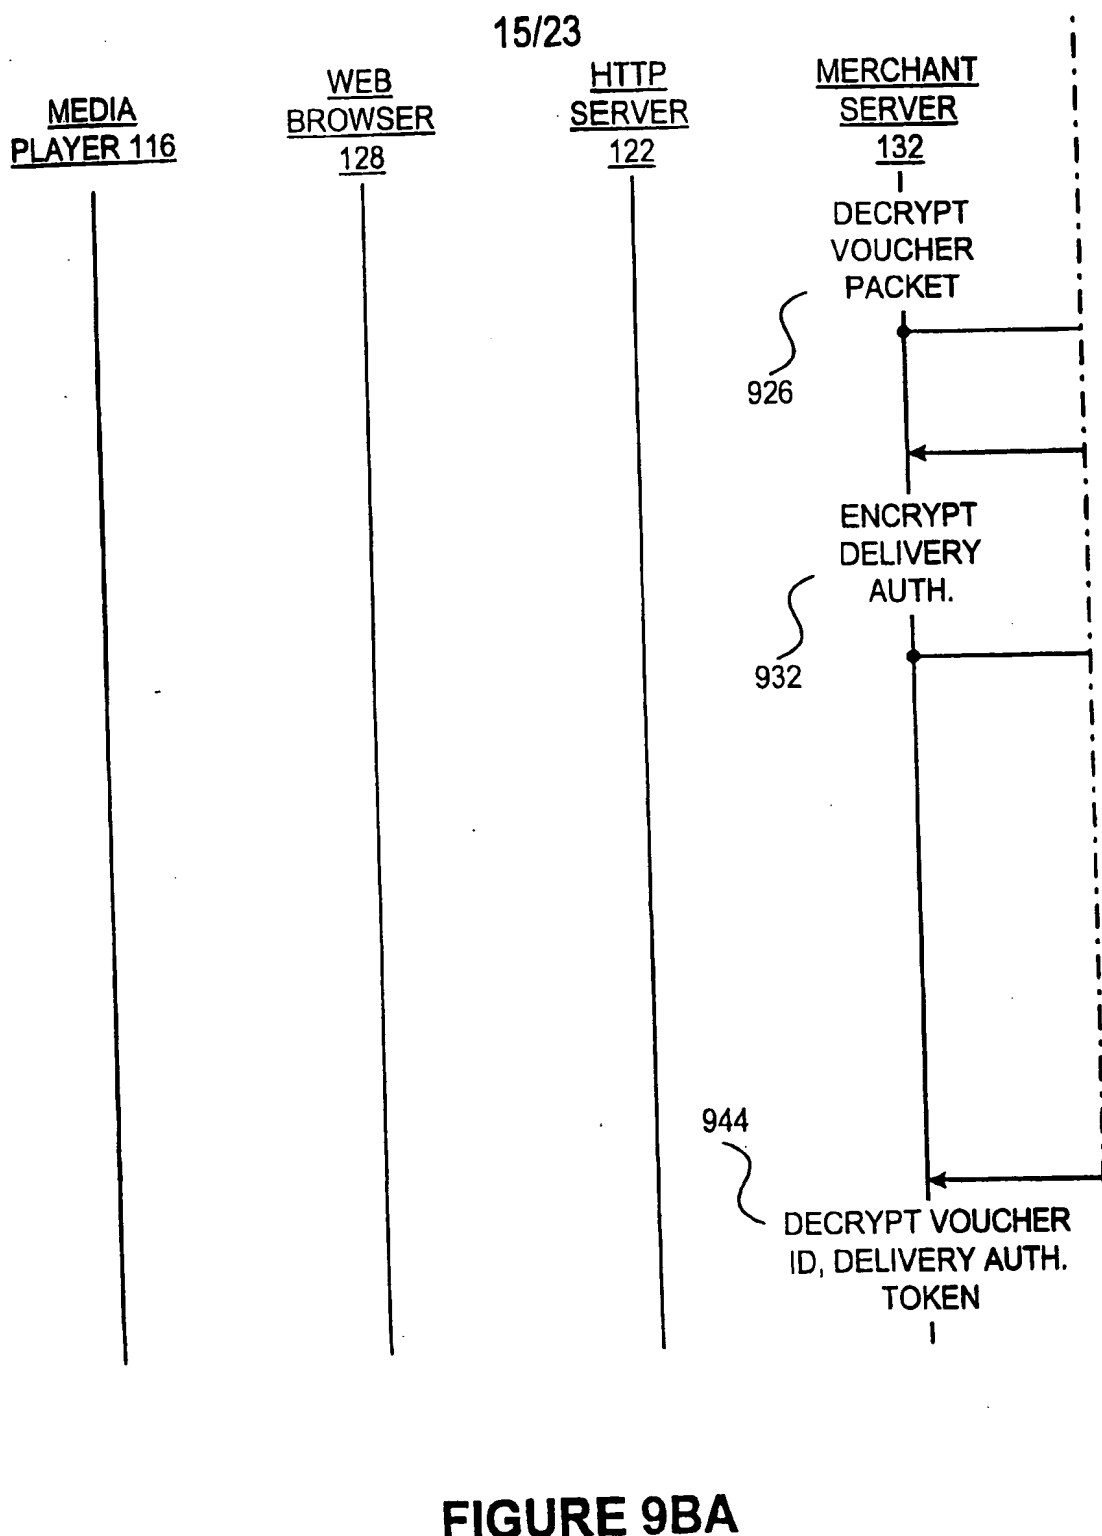 15/23
MEDIA
PLAYER 116
WEB
BROWSER
128
HTTP
SERVER
122
MERCHANT
SERVER
132
DECRYPT
VOUCHER
PACKET
926
ENCRYPT
DELIVERY
AUTH.
932
944
DECRYPT VOUCHER
ID, DELIVERY AUTH.
TOKEN
FIGURE 9BA